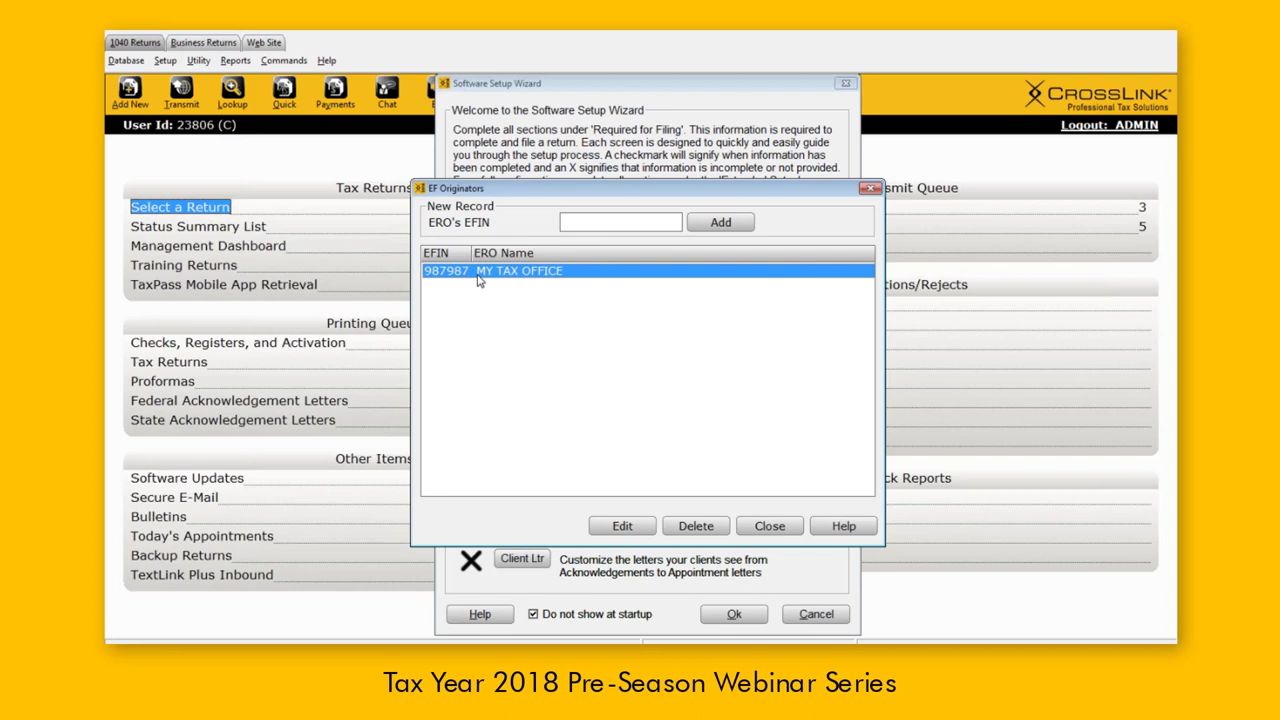 1040 Returns Business Returns Web Site
Database Setup Utility Reports Commands Help
Add New Transmit Lookup Quick Payments Chat
CROSSLINK
Professional Tax Solutions
User Id: 23806 (C)
Logout: ADMIN
Software Setup Wizard
Welcome to the Software Setup Wizard
Complete all sections under 'Required for Filing'. This information is required to
complete and file a return. Each screen is designed to quickly and easily guide
you through the setup process. A checkmark will signify when information has
been completed and an X signifies that information is incomplete or not provided.
EF Originators
New Record
ERO's EFIN
Add
EFIN ERO Name
987987 MY TAX OFFICE
Edit Delete Close Help
Tax Returns
Select a Return
Status Summary List
Management Dashboard
Training Returns
TaxPass Mobile App Retrieval
Printing Queu
Checks, Registers, and Activation
Tax Returns
Proformas
Federal Acknowledgement Letters
State Acknowledgement Letters
Other Items
Software Updates
Secure E-Mail
Bulletins
Today's Appointments
Backup Returns
TextLink Plus Inbound
smit Queue
3
5
tions/Rejects
ck Reports
Client Ltr
Customize the letters your clients see from
Acknowledgements to Appointment letters
Help Do not show at startup Ok Cancel
Tax Year 2018 Pre-Season Webinar Series